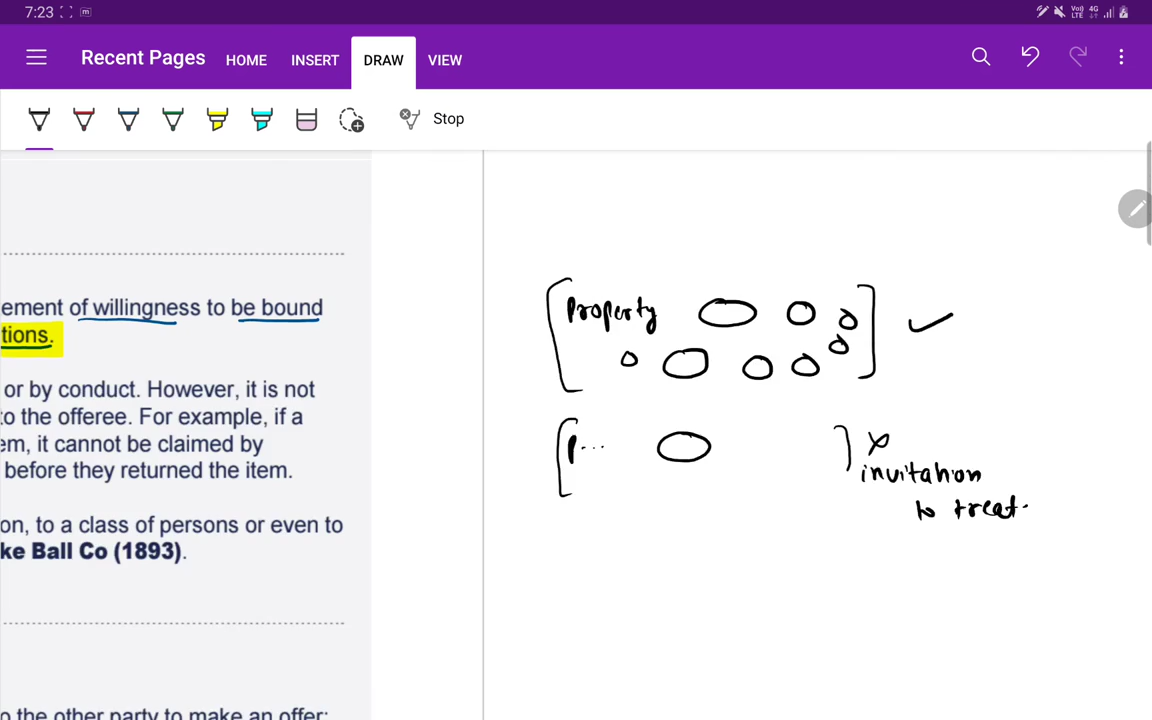 7:23
Vo)) 4G
LTE
Recent Pages HOME INSERT DRAW VIEW
Stop
ement of willingness to be bound
tions.
or by conduct. However, it is not
to the offeree. For example, if a
em, it cannot be claimed by
before they returned the item.
on, to a class of persons or even to
ke Ball Co (1893).
o the other party to make an offer;
Property
P...
invitation
to treat.